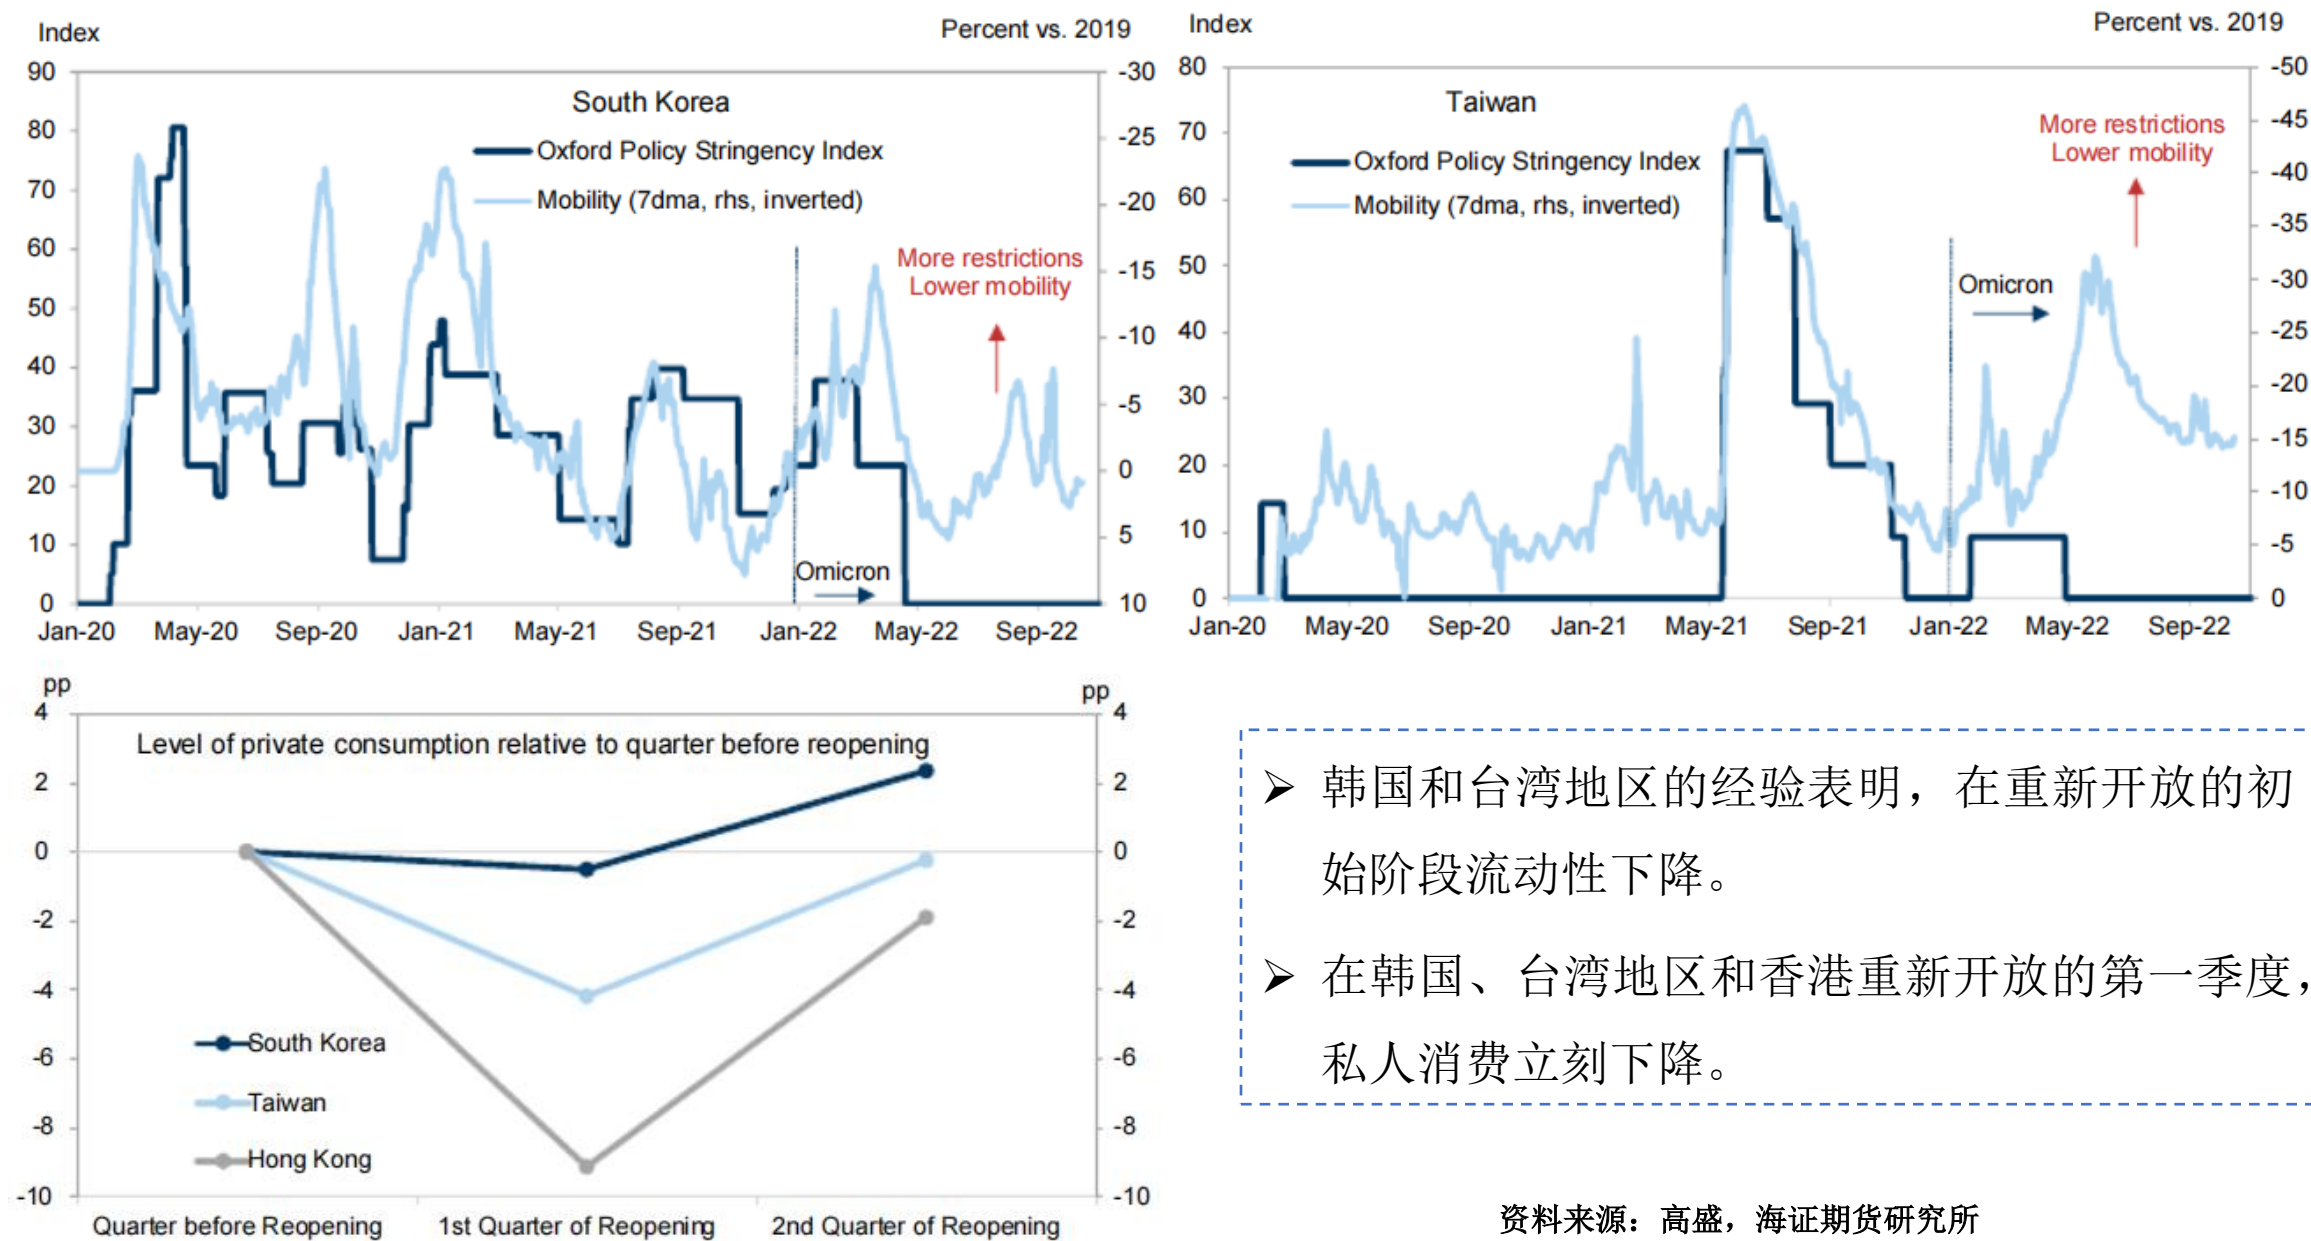 Index
Percent vs. 2019
South Korea
Oxford Policy Stringency Index
Mobility (7dma, rhs, inverted)
More restrictions
Lower mobility
Omicron
90
80
70
60
50
40
30
20
10
0
-30
-25
-20
-15
-10
-5
0
5
10
Jan-20 May-20 Sep-20 Jan-21 May-21 Sep-21 Jan-22 May-22 Sep-22
Index
Percent vs. 2019
Taiwan
Oxford Policy Stringency Index
Mobility (7dma, rhs, inverted)
More restrictions
Lower mobility
Omicron
80
70
60
50
40
30
20
10
0
-50
-45
-40
-35
-30
-25
-20
-15
-10
-5
0
Jan-20 May-20 Sep-20 Jan-21 May-21 Sep-21 Jan-22 May-22 Sep-22
pp
pp
Level of private consumption relative to quarter before reopening
4
2
0
-2
-4
-6
-8
-10
4
2
0
-2
-4
-6
-8
-10
South Korea
Taiwan
Hong Kong
Quarter before Reopening 1st Quarter of Reopening 2nd Quarter of Reopening
➢ 韩国和台湾地区的经验表明，在重新开放的初
始阶段流动性下降。
➢ 在韩国、台湾地区和香港重新开放的第一季度，
私人消费立刻下降。
资料来源：高盛，海证期货研究所